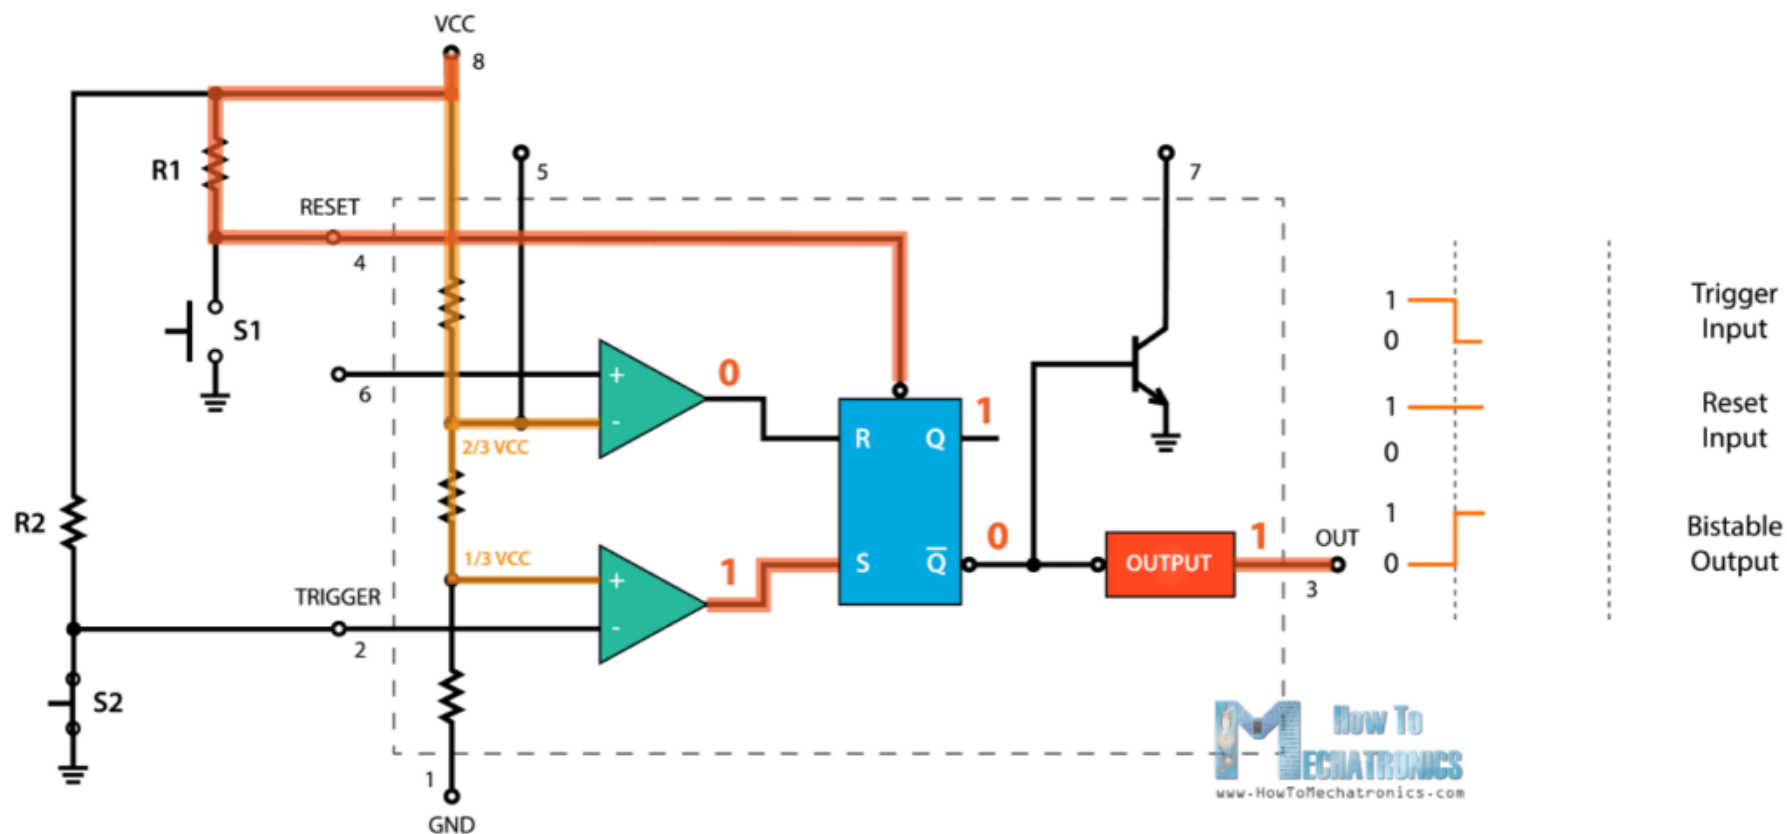 VCC
8
R1
5
7
RESET
4
S1
6
+
-
0
R
Q
1
2/3 VCC
1
0
1
0
1
0
Trigger
Input
Reset
Input
Bistable
Output
R2
1/3 VCC
+
-
1
S
Q
0
OUTPUT
1
OUT
3
TRIGGER
2
S2
1
GND
How To
MECHATRONICS
www.HowToMechatronics.com